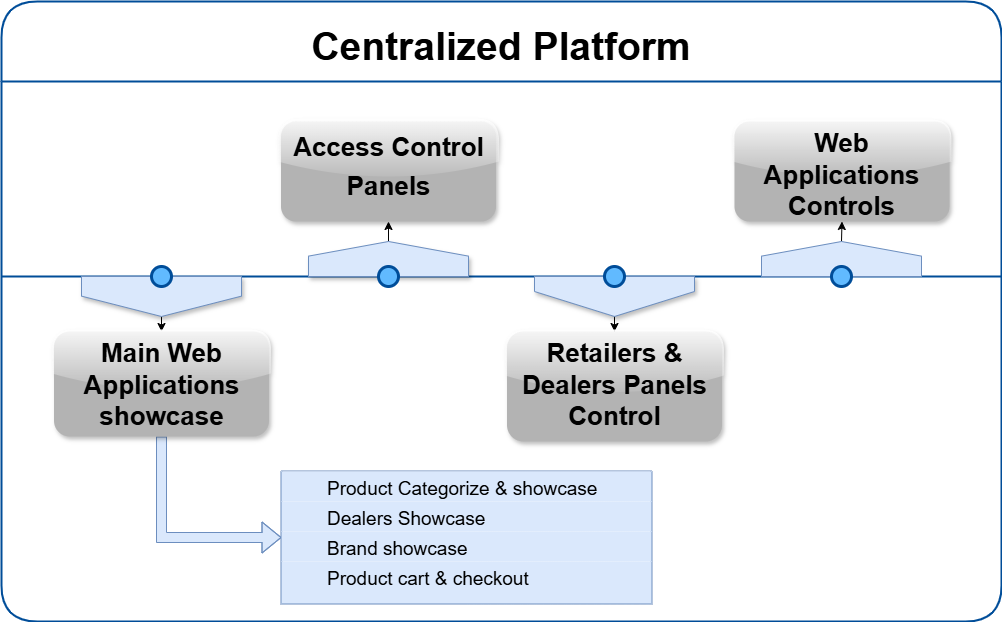 Centralized Platform
Access Control
Panels
Web
Applications
Controls
Main Web
Applications
showcase
Retailers &
Dealers Panels
Control
Product Categorize & showcase
Dealers Showcase
Brand showcase
Product cart & checkout